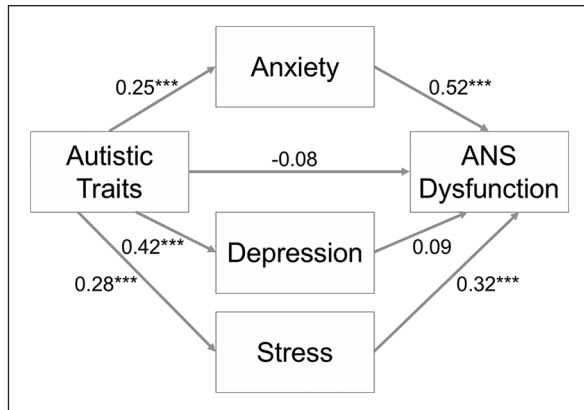 Anxiety
0.25***
0.52***
Autistic
Traits
-0.08
ANS
Dysfunction
0.42***
Depression
0.09
0.28***
0.32***
Stress